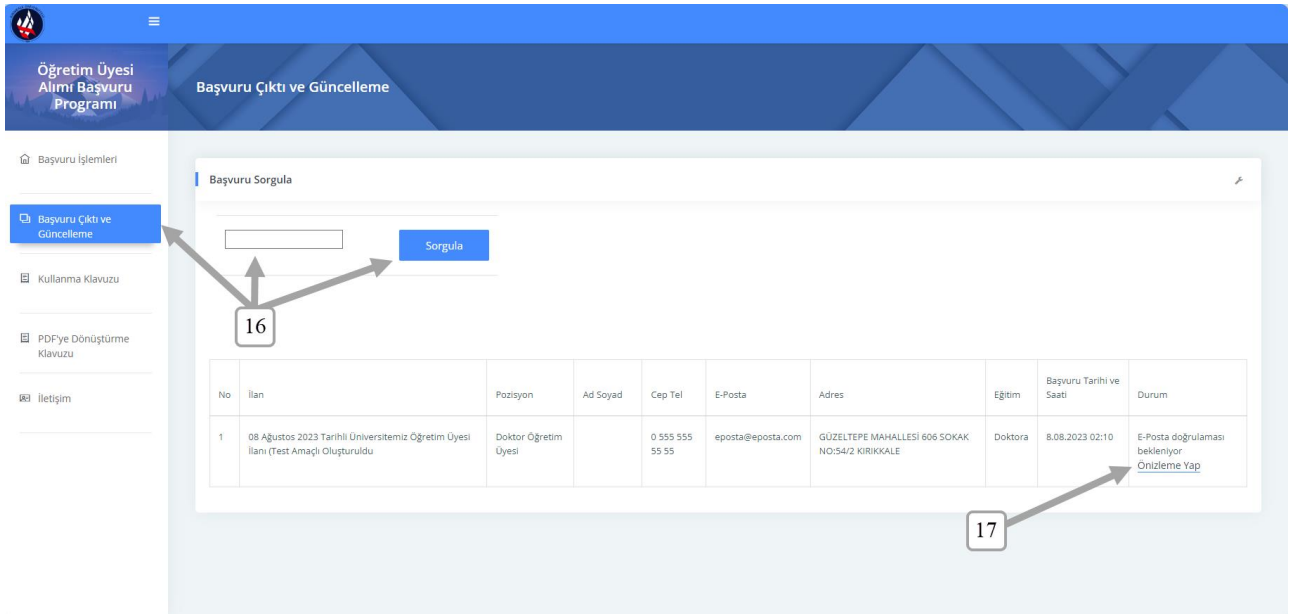 Öğretim Üyesi
Alımı Başvuru
Programı
Başvuru Çıktı ve Güncelleme
Başvuru İşlemleri
Başvuru Çıktı ve
Güncelleme
Kullanma Klavuzu
PDF'ye Dönüştürme
Klavuzu
İletişim
Başvuru Sorgula
Sorgula
16
No İlan Pozisyon Ad Soyad Cep Tel E-Posta Adres Eğitim Başvuru Tarihi ve Saati Durum
1 08 Ağustos 2023 Tarihli Üniversitemiz Öğretim Üyesi İlanı (Test Amaçlı Oluşturuldu Doktor Öğretim Üyesi 0 555 555 55 55 eposta@eposta.com GÜZELTEPE MAHALLESİ 606 SOKAK NO:54/2 KIRIKKALE Doktora 8.08.2023 02:10 E-Posta doğrulaması bekleniyor
Önizleme Yap
17